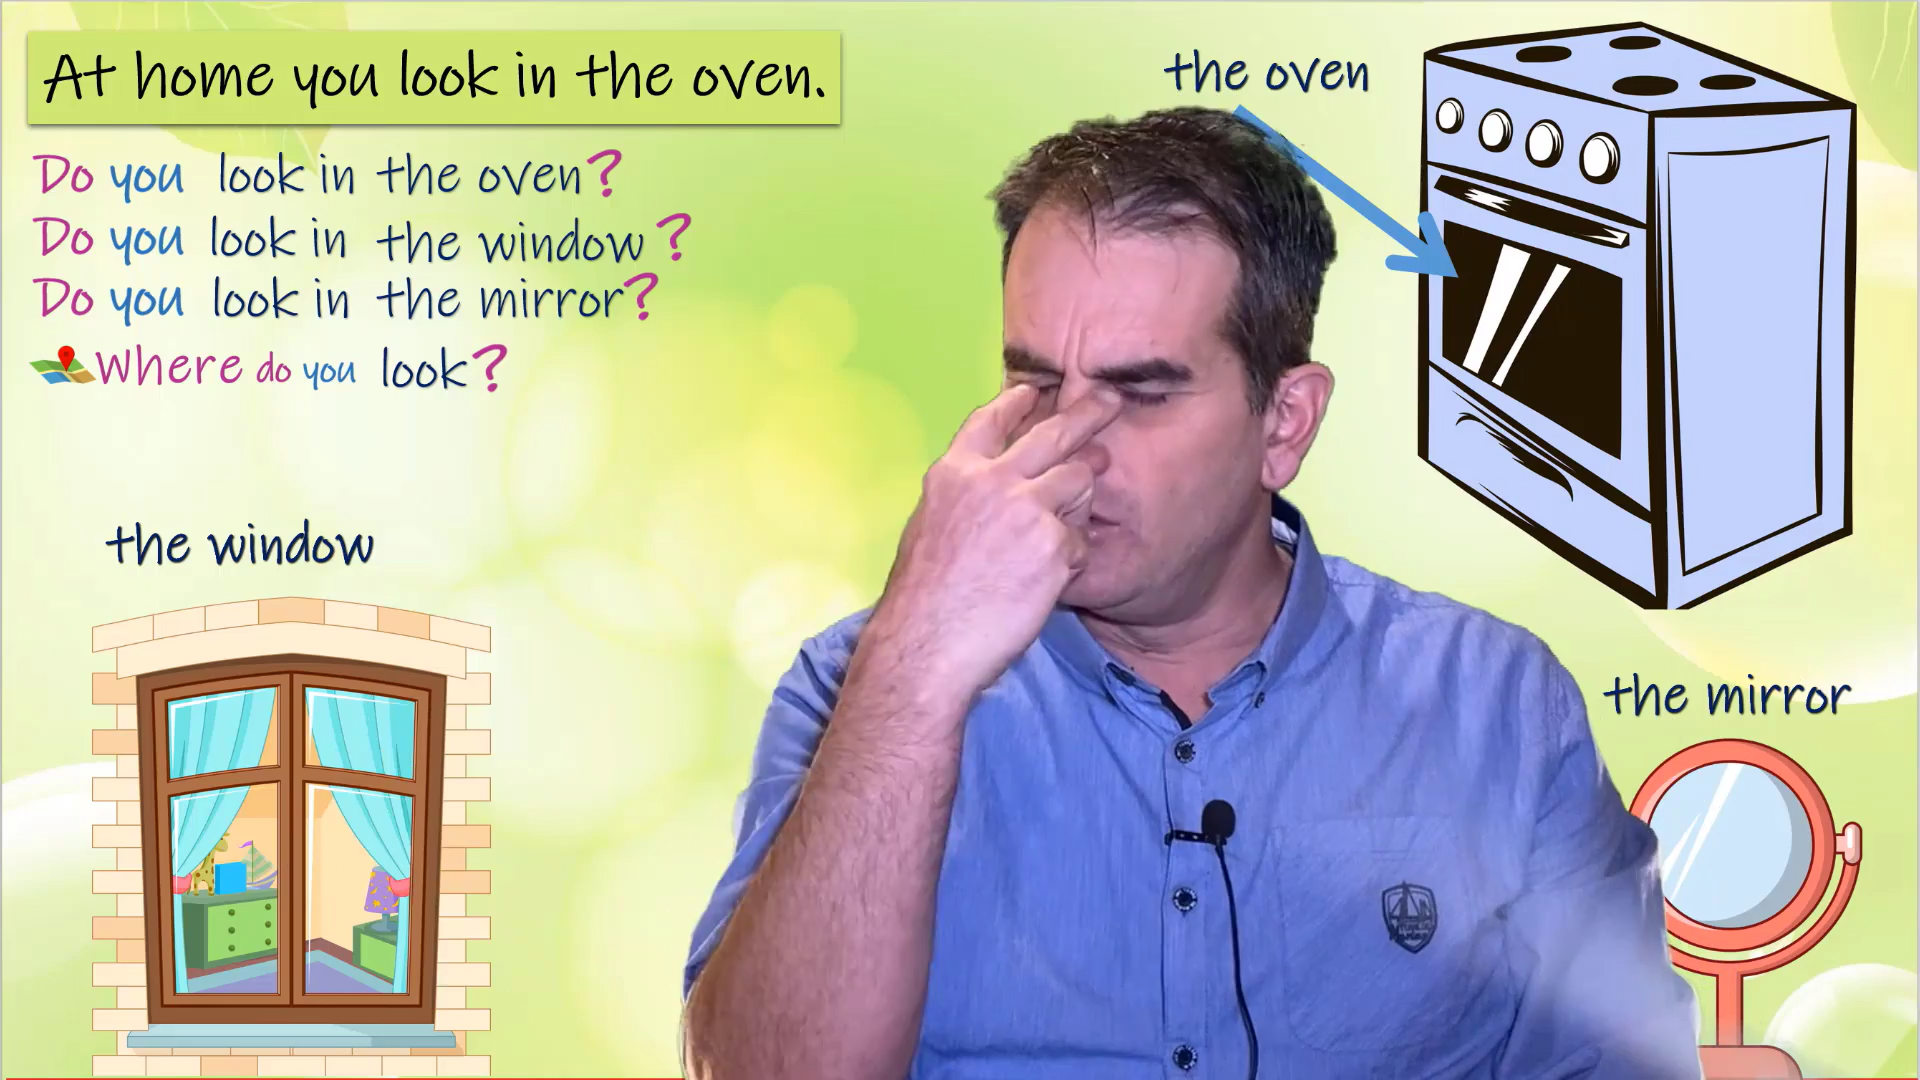 At home you look in the oven.
Do you look in the oven?
Do you look in the window?
Do you look in the mirror?
Where do you look?
the oven
the window
the mirror